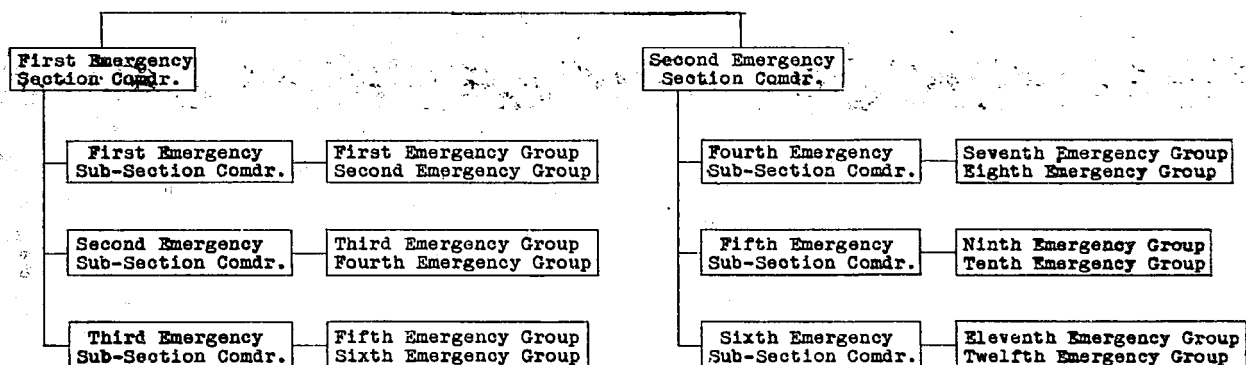 First Emergency
Section Comdr.
First Emergency
Sub-Section Comdr.
First Emergency Group
Second Emergency Group
Second Emergency
Sub-Section Comdr.
Third Emergency Group
Fourth Emergency Group
Third Emergency
Sub-Section Comdr.
Fifth Emergency Group
Sixth Emergency Group
Second Emergency
Section Comdr.
Fourth Emergency
Sub-Section Comdr.
Seventh Emergency Group
Eighth Emergency Group
Fifth Emergency
Sub-Section Comdr.
Ninth Emergency Group
Tenth Emergency Group
Sixth Emergency
Sub-Section Comdr.
Eleventh Emergency Group
Twelfth Emergency Group